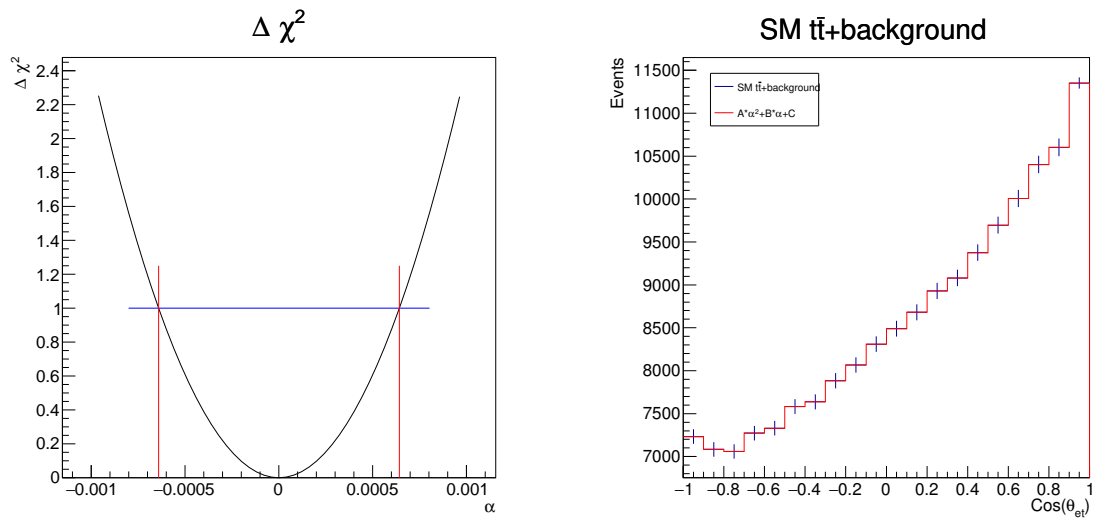 Δ χ²
Δ χ²
2.4
2.2
2
1.8
1.6
1.4
1.2
1
0.8
0.6
0.4
0.2
0
−0.001 −0.0005 0 0.0005 0.001
α
SM tt̄+background
Events
11500
11000
10500
10000
9500
9000
8500
8000
7500
7000
SM tt̄+background
A*α²+B*α+C
−1 −0.8 −0.6 −0.4 −0.2 0 0.2 0.4 0.6 0.8 1
Cos(θet)